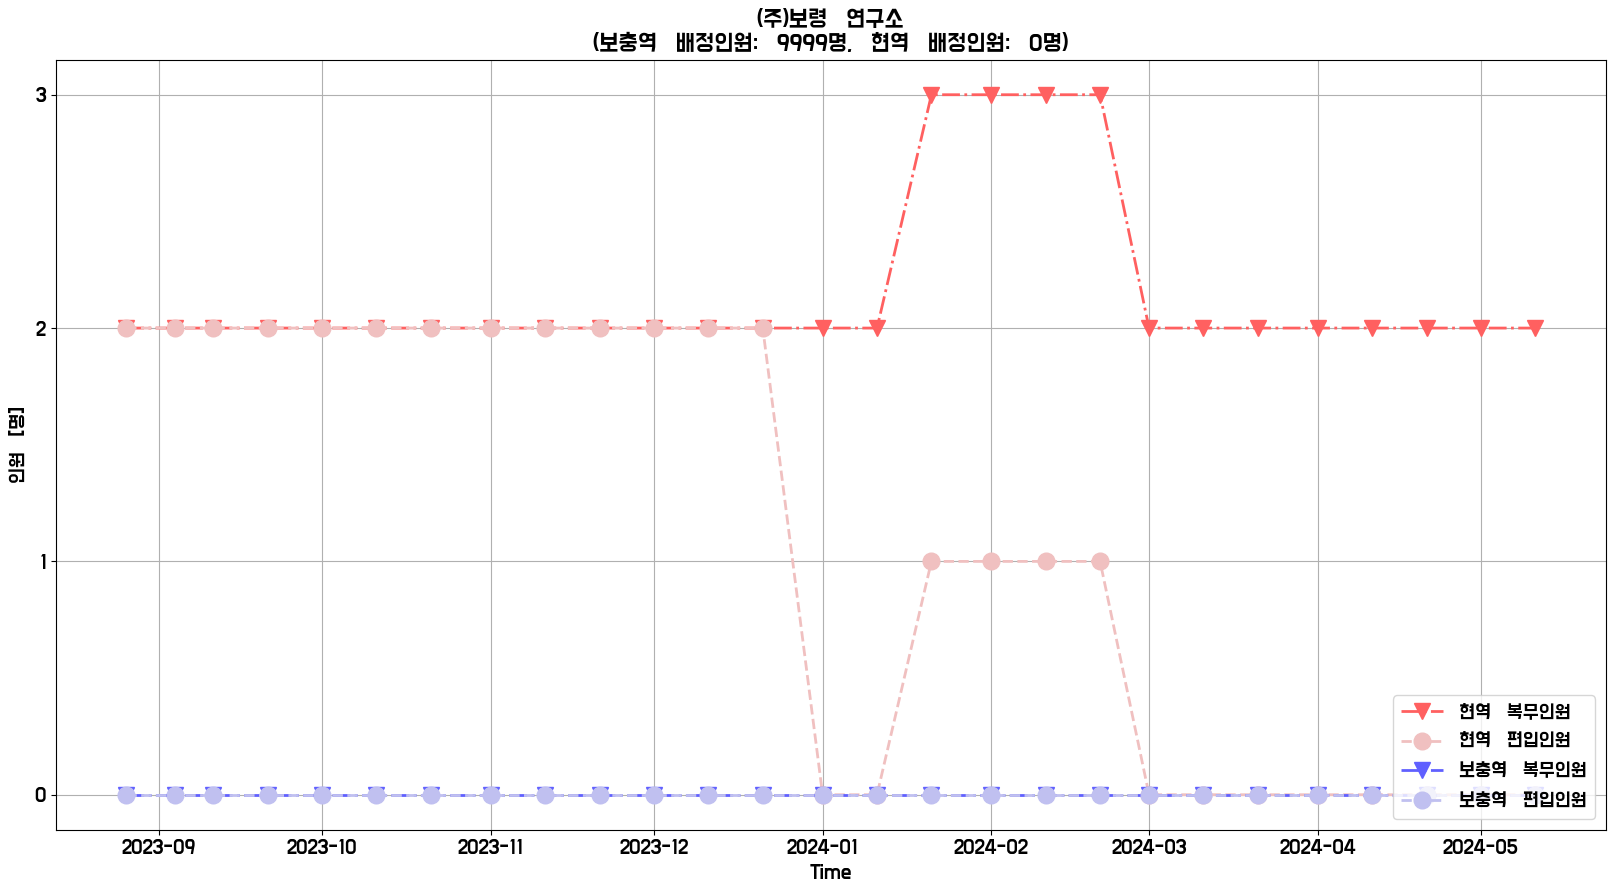 (주)보령 연구소
(보충역 배정인원: 9999명, 현역 배정인원: 0명)
3
2
1
0
인원 [명]
현역 복무인원
현역 편입인원
보충역 복무인원
보충역 편입인원
2023-09 2023-10 2023-11 2023-12 2024-01 2024-02 2024-03 2024-04 2024-05
Time